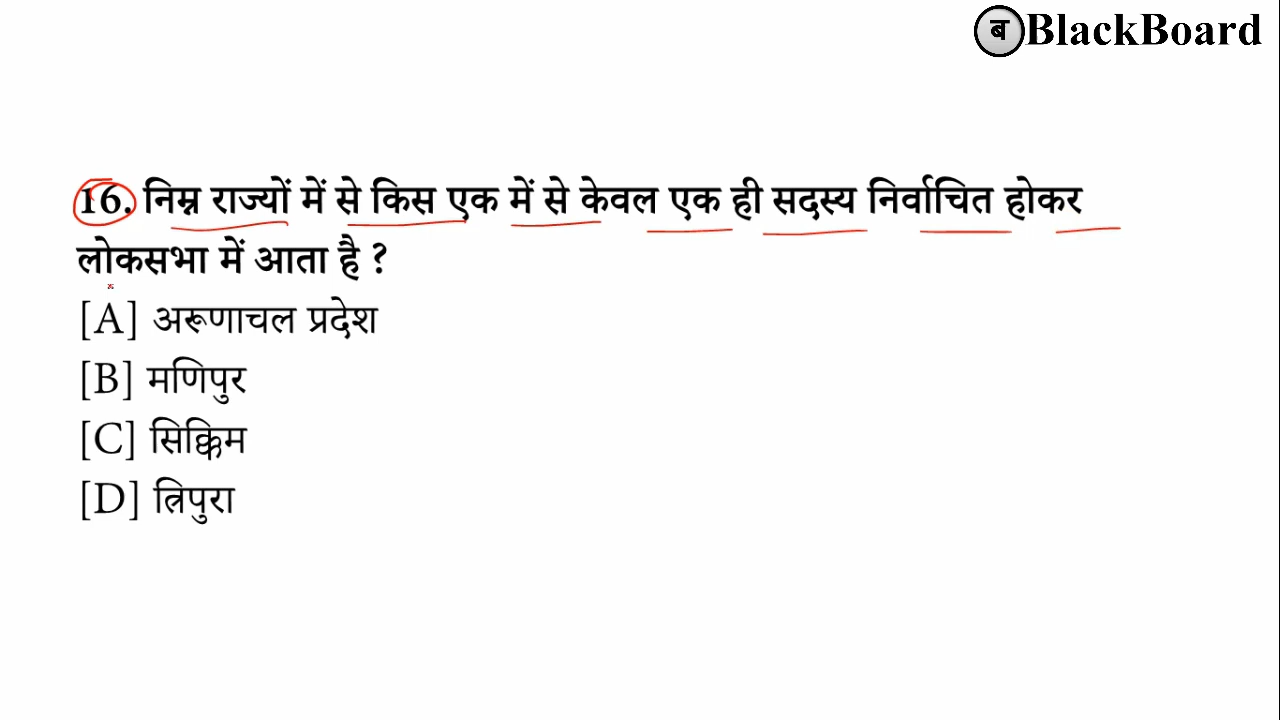 ब BlackBoard
16. निम्न राज्यों में से किस एक में से केवल एक ही सदस्य निर्वाचित होकर
लोकसभा में आता है ?
[A] अरूणाचल प्रदेश
[B] मणिपुर
[C] सिक्किम
[D] त्रिपुरा